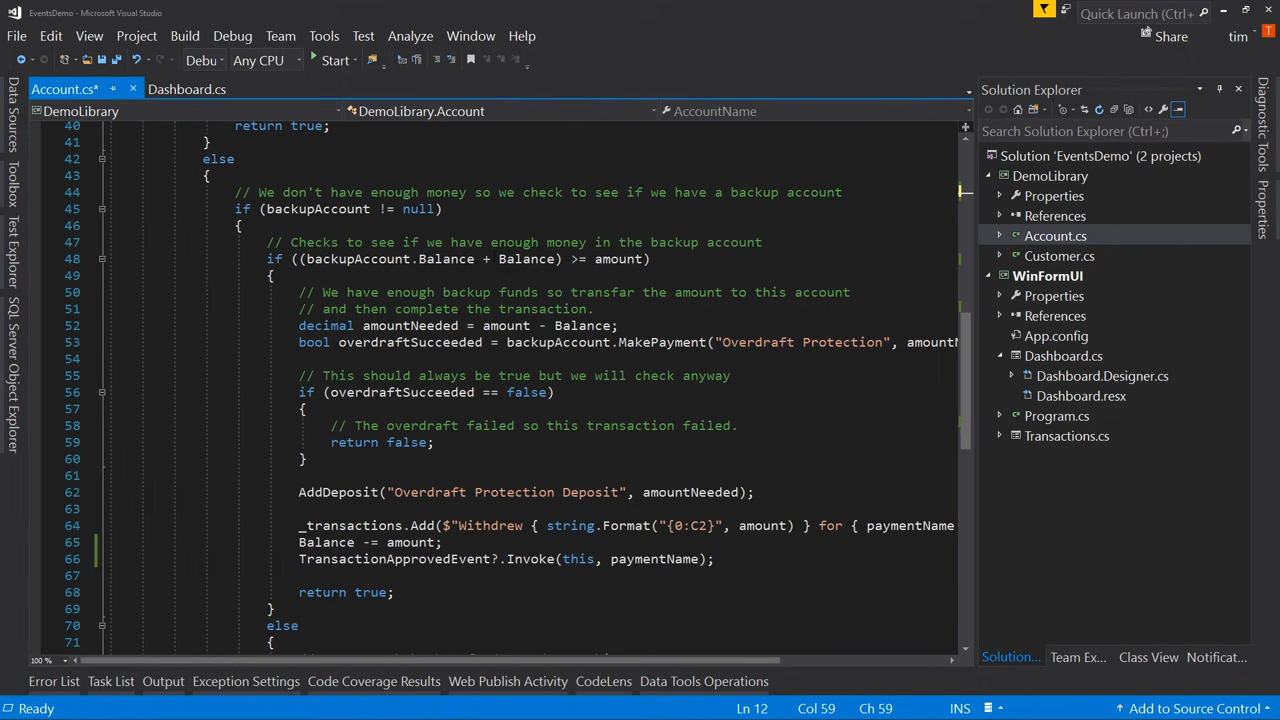 EventsDemo - Microsoft Visual Studio
Quick Launch (Ctrl+
File Edit View Project Build Debug Team Tools Test Analyze Window Help
Share tim T
Debu Any CPU Start
Account.cs* Dashboard.cs
DemoLibrary DemoLibrary.Account AccountName
40 return true;
41 }
42 else
43 {
44 // We don't have enough money so we check to see if we have a backup account
45 if (backupAccount != null)
46 {
47 // Checks to see if we have enough money in the backup account
48 if ((backupAccount.Balance + Balance) >= amount)
49 {
50 // We have enough backup funds so transfar the amount to this account
51 // and then complete the transaction.
52 decimal amountNeeded = amount - Balance;
53 bool overdraftSucceeded = backupAccount.MakePayment("Overdraft Protection", amountN
54
55 // This should always be true but we will check anyway
56 if (overdraftSucceeded == false)
57 {
58 // The overdraft failed so this transaction failed.
59 return false;
60 }
61
62 AddDeposit("Overdraft Protection Deposit", amountNeeded);
63
64 _transactions.Add($"Withdrew { string.Format("{0:C2}", amount) } for { paymentName
65 Balance -= amount;
66 TransactionApprovedEvent?.Invoke(this, paymentName);
67
68 return true;
69 }
70 else
71 {
100 %
Data Sources
Toolbox
Test Explorer
SQL Server Object Explorer
Solution Explorer
Search Solution Explorer (Ctrl+;)
Solution 'EventsDemo' (2 projects)
DemoLibrary
Properties
References
Account.cs
Customer.cs
WinFormUI
Properties
References
App.config
Dashboard.cs
Dashboard.Designer.cs
Dashboard.resx
Program.cs
Transactions.cs
Solution... Team Ex... Class View Notificat...
Diagnostic Tools
Properties
Error List Task List Output Exception Settings Code Coverage Results Web Publish Activity CodeLens Data Tools Operations
Ready Ln 12 Col 59 Ch 59 INS Add to Source Control